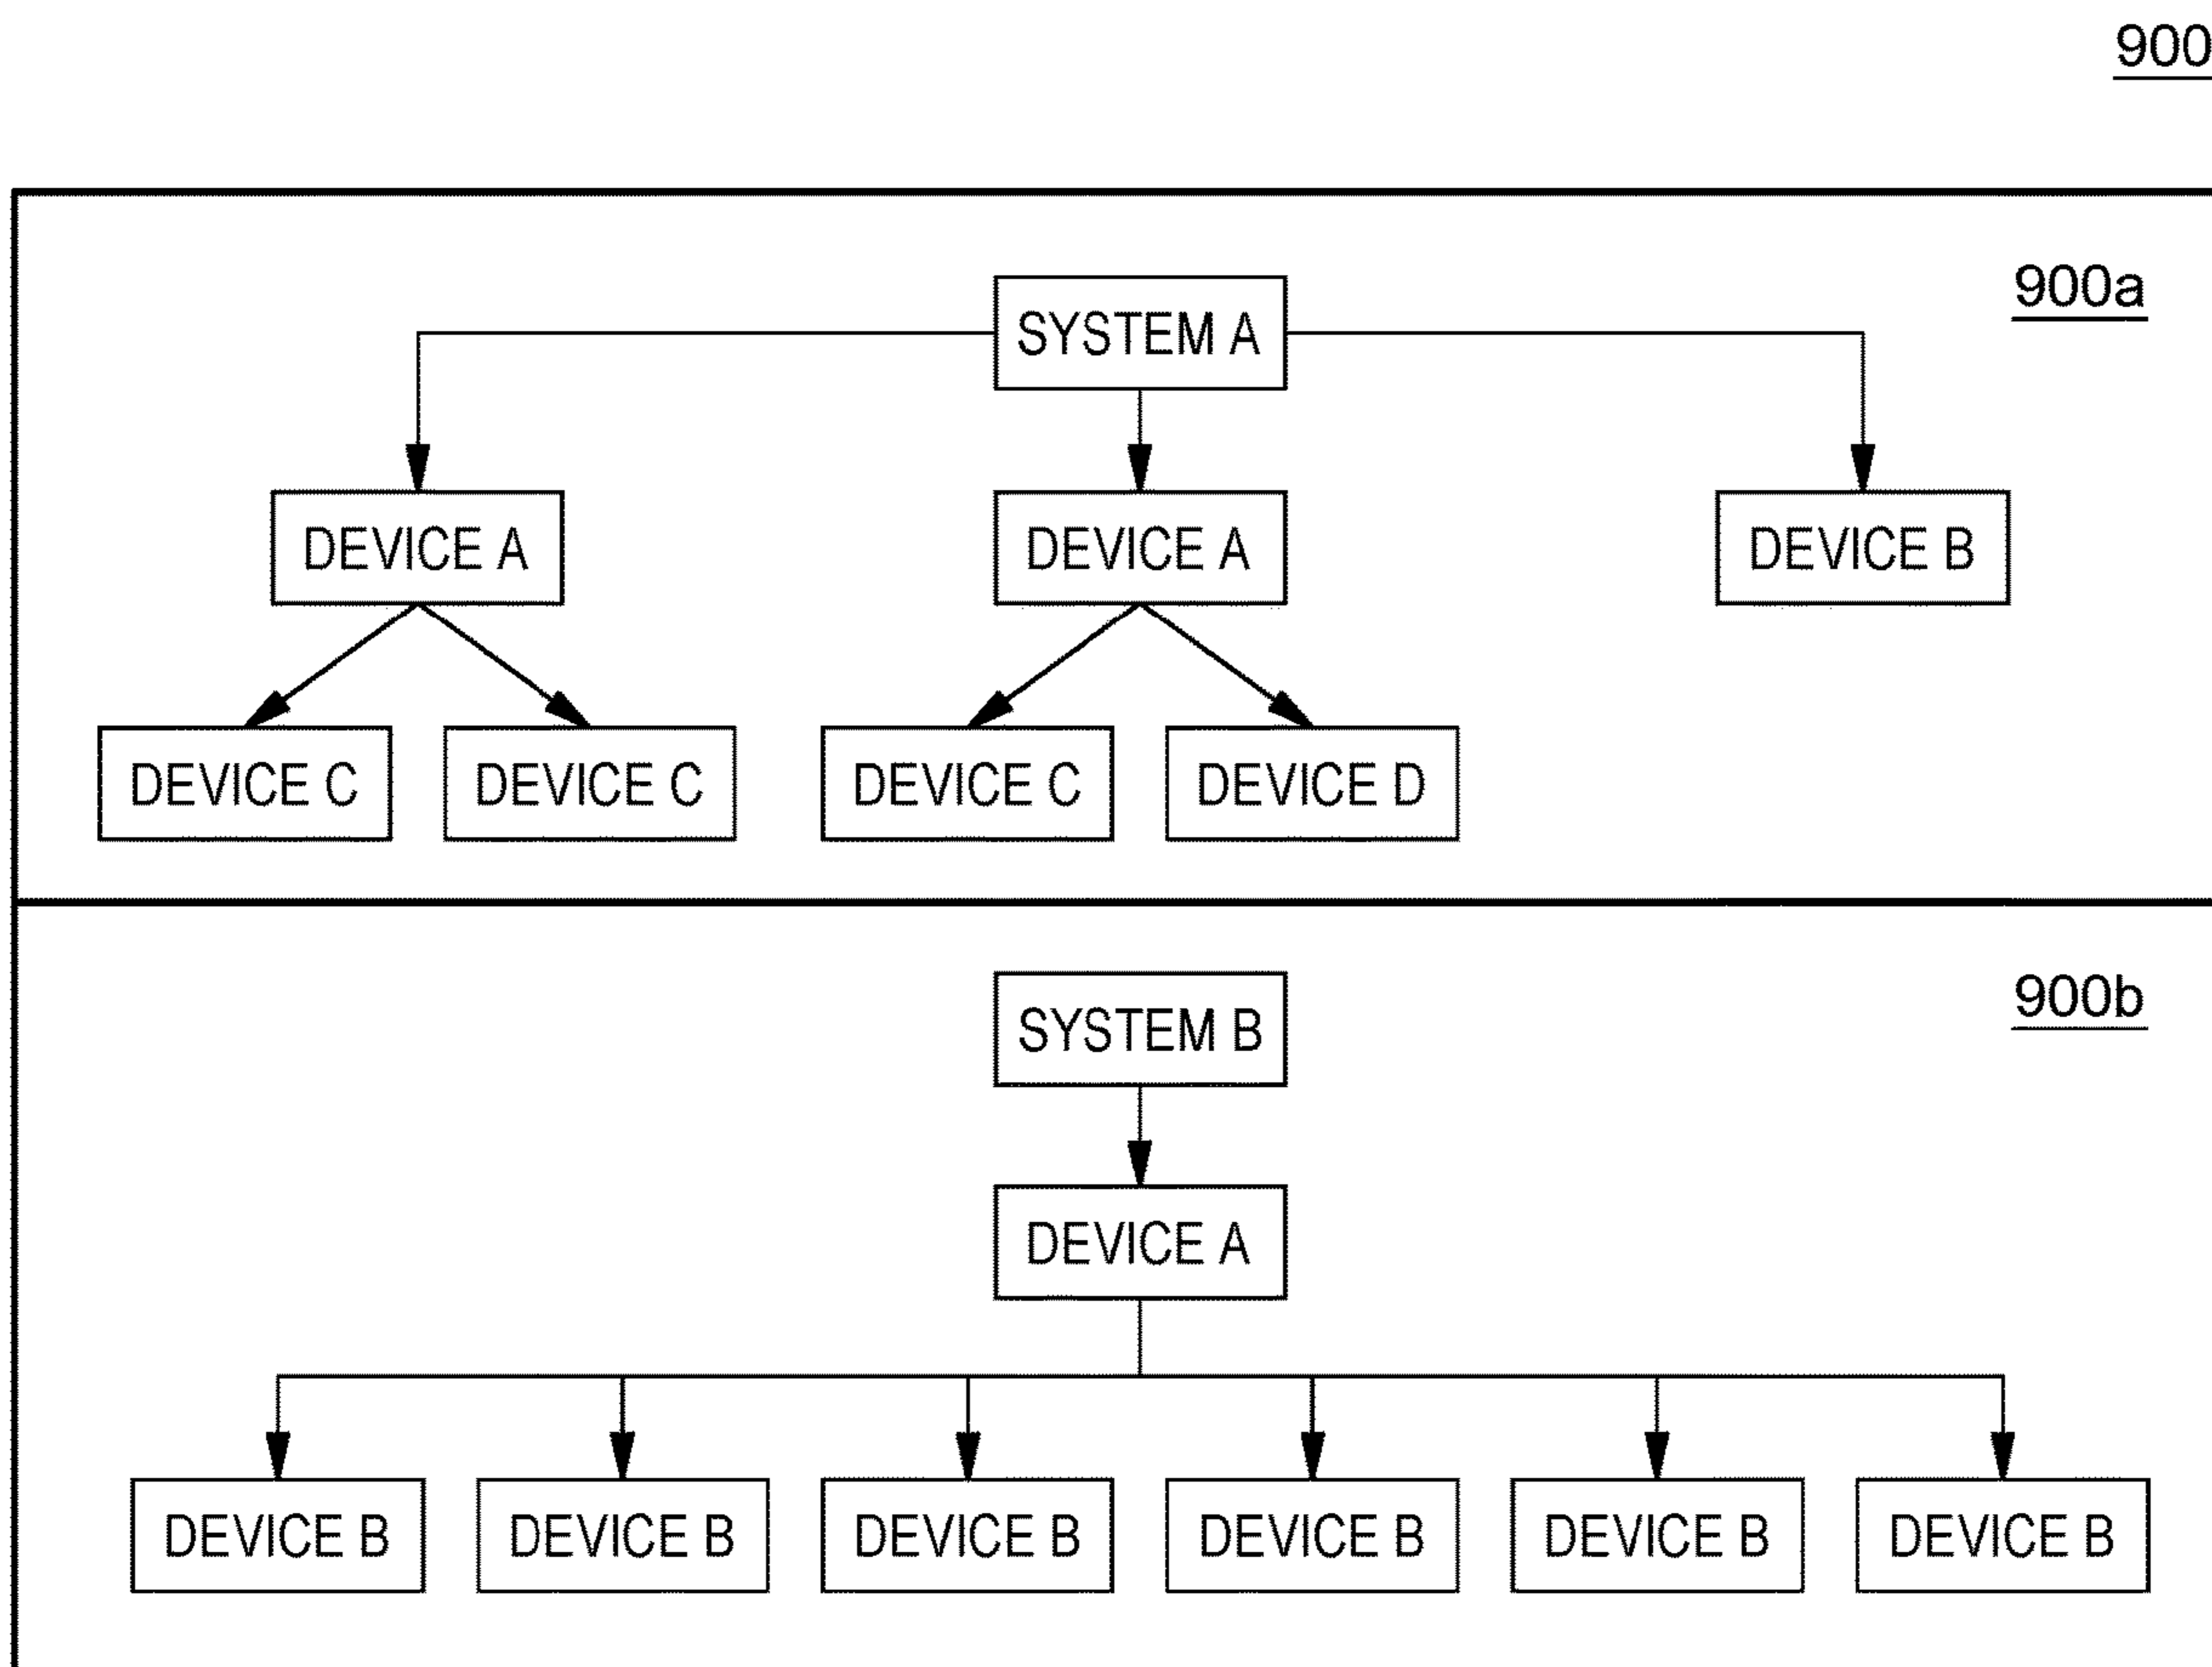 900
900a
SYSTEM A
DEVICE A DEVICE A DEVICE B
DEVICE C DEVICE C DEVICE C DEVICE D
900b
SYSTEM B
DEVICE A
DEVICE B DEVICE B DEVICE B DEVICE B DEVICE B DEVICE B